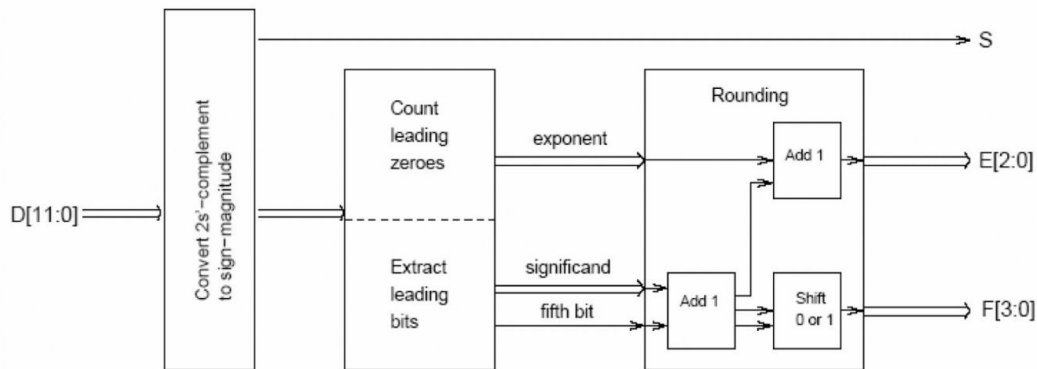 S
Convert 2s'-complement
to sign-magnitude
Count
leading
zeroes
exponent
Rounding
Add 1
E[2:0]
D[11:0]
Extract
leading
bits
significand
fifth bit
Add 1
Shift
0 or 1
F[3:0]